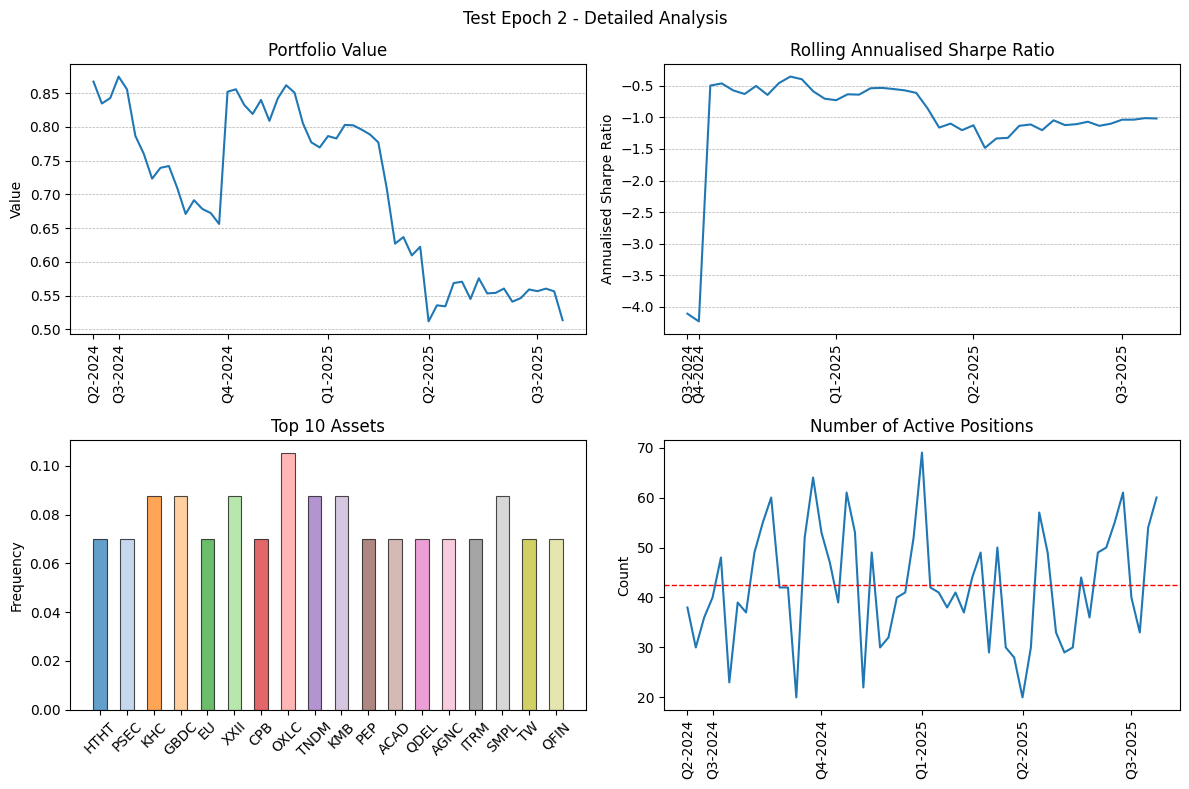 Test Epoch 2 - Detailed Analysis
Portfolio Value
Value
0.85
0.80
0.75
0.70
0.65
0.60
0.55
0.50
Q2-2024
Q3-2024
Q4-2024
Q1-2025
Q2-2025
Q3-2025
Rolling Annualised Sharpe Ratio
Annualised Sharpe Ratio
−0.5
−1.0
−1.5
−2.0
−2.5
−3.0
−3.5
−4.0
Q3-2024
Q4-2024
Q1-2025
Q2-2025
Q3-2025
Top 10 Assets
Frequency
0.10
0.08
0.06
0.04
0.02
0.00
HTHT
PSEC
KHC
GBDC
EU
XXII
CPB
OXLC
TNDM
KMB
PEP
ACAD
QDEL
AGNC
ITRM
SMPL
TW
QFIN
Number of Active Positions
Count
70
60
50
40
30
20
Q2-2024
Q3-2024
Q4-2024
Q1-2025
Q2-2025
Q3-2025